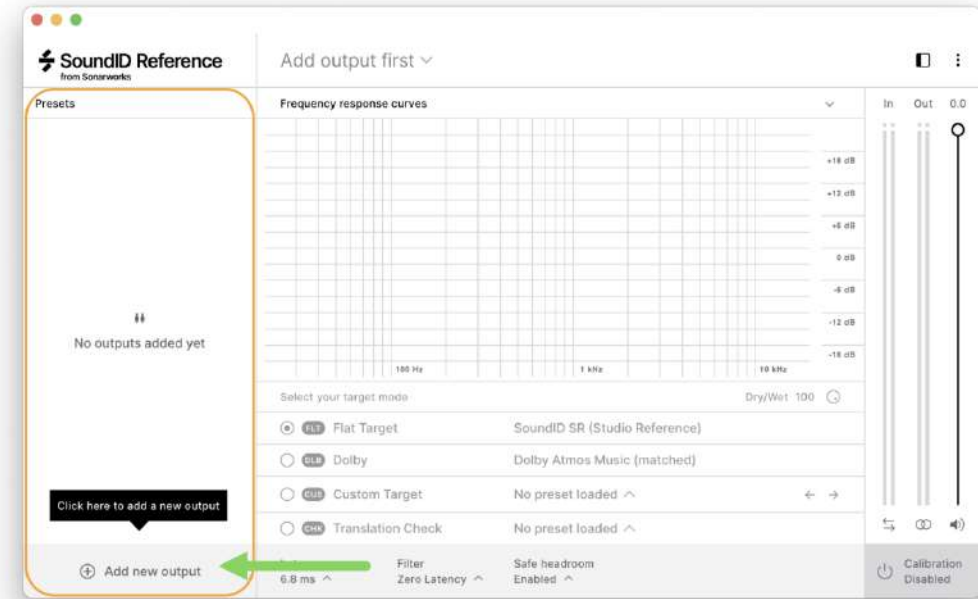 SoundID Reference
from Sonarworks
Add output first
Presets
Frequency response curves
In Out 0.0
+18 dB
+12 dB
+6 dB
0 dB
-6 dB
-12 dB
-18 dB
100 Hz 1 kHz 10 kHz
No outputs added yet
Select your target mode
Dry/Wet 100
FLT Flat Target SoundID SR (Studio Reference)
DLB Dolby Dolby Atmos Music (matched)
CUS Custom Target No preset loaded
CHK Translation Check No preset loaded
Click here to add a new output
Add new output
6.8 ms
Filter
Zero Latency
Safe headroom
Enabled
Calibration
Disabled